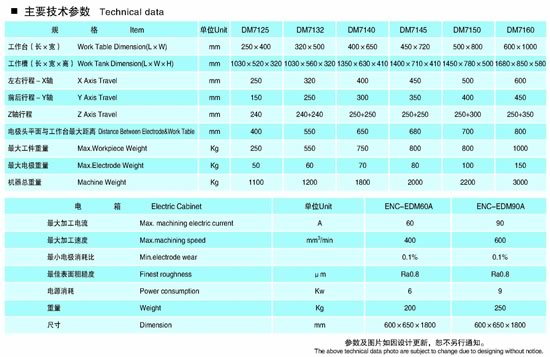 ■ 主要技术参数 Technical data
规 格 Item 单位Unit DM7125 DM7132 DM7140 DM7145 DM7150 DM7160
工作台（长×宽） Work Table Dimension(L×W) mm 250×400 320×500 400×650 450×720 500×800 600×1000
工作槽（长×宽×高） Work Tank Dimension(L×W×H) mm 1030×520×320 1030×560×320 1350×630×410 1400×710×410 1450×780×500 1680×850×580
左右行程-X轴 X Axis Travel mm 250 320 400 450 500 600
前后行程-Y轴 Y Axis Travel mm 150 250 300 350 400 450
Z轴行程 Z Axis Travel mm 240 240+240 250+250 250+250 250+300 250+350
电极头平面与工作台最大距离 Distance Between Electrode&Work Table mm 400 550 650 680 700 800
最大工件重量 Max.Workpiece Weight Kg 250 550 750 800 800 1000
最大电极重量 Max.Electrode Weight Kg 50 60 70 80 100 150
机器总重量 Machine Weight Kg 1100 1200 1800 2000 2200 3000
电 箱 Electric Cabinet 单位Unit ENC-EDM60A ENC-EDM90A
最大加工电流 Max. machining electric current A 60 90
最大加工速度 Max.machining speed mm³/min 400 600
最小电极消耗比 Min.electrode wear 0.1% 0.1%
最佳表面粗糙度 Finest roughness μm Ra0.8 Ra0.8
电源消耗 Power consumption Kw 6 9
重量 Weight Kg 200 250
尺寸 Dimension mm 600×650×1800 600×650×1800
参数及图片如因设计更新，恕不另行通知。
The above technical data photo are subject to change due to designing without notice.